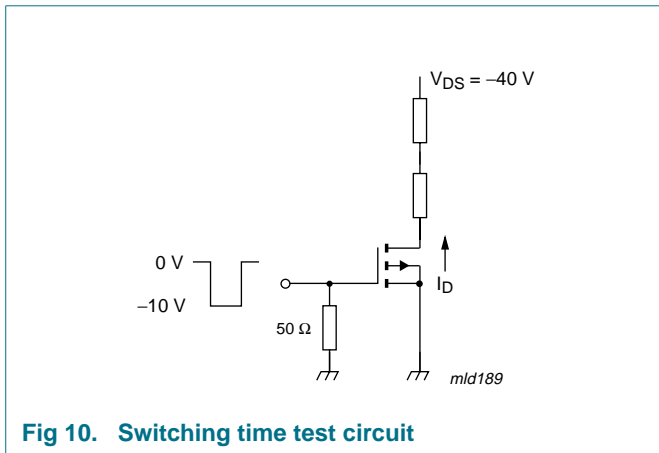 V_DS = –40 V
0 V
–10 V
50 Ω
I_D
mld189
Fig 10. Switching time test circuit